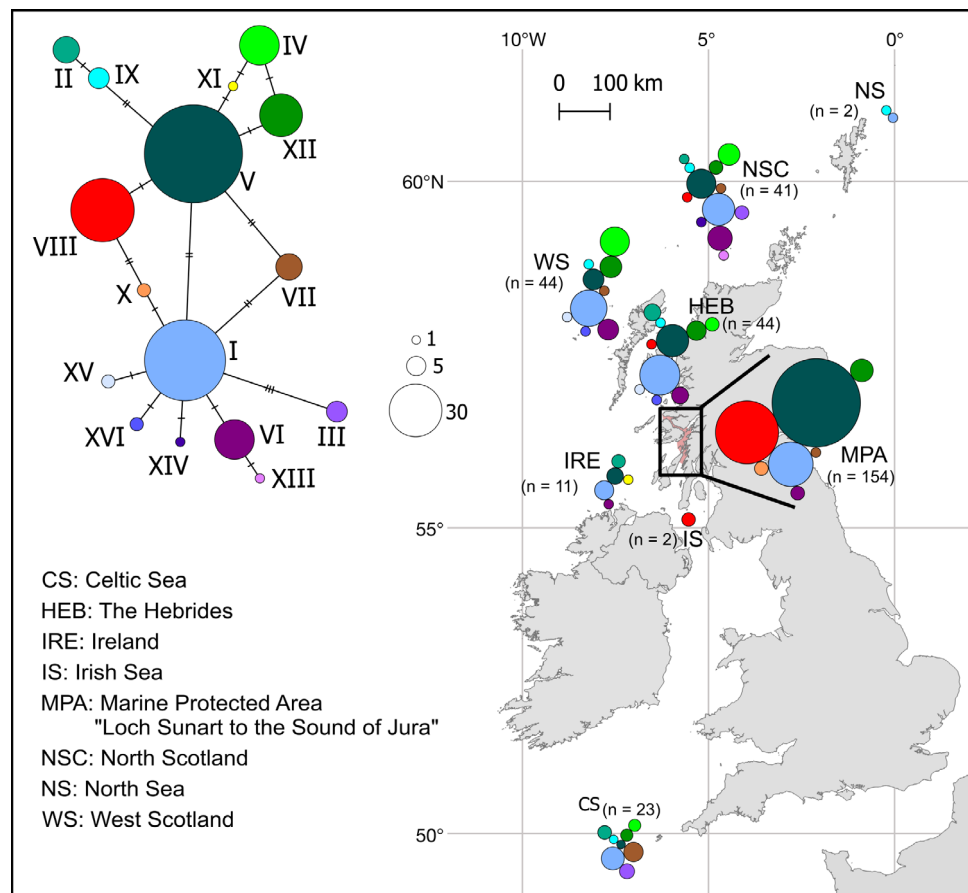 10°W
5°
0°
0 100 km
NS
(n = 2)
60°N
NSC
(n = 41)
WS
(n = 44)
HEB
(n = 44)
MPA
(n = 154)
IRE
(n = 11)
55°
(n = 2) IS
CS (n = 23)
50°
II
IX
XI
IV
XII
V
VIII
X
VII
I
XV
XVI
XIV
VI
XIII
III
1
5
30
CS: Celtic Sea
HEB: The Hebrides
IRE: Ireland
IS: Irish Sea
MPA: Marine Protected Area
"Loch Sunart to the Sound of Jura"
NSC: North Scotland
NS: North Sea
WS: West Scotland